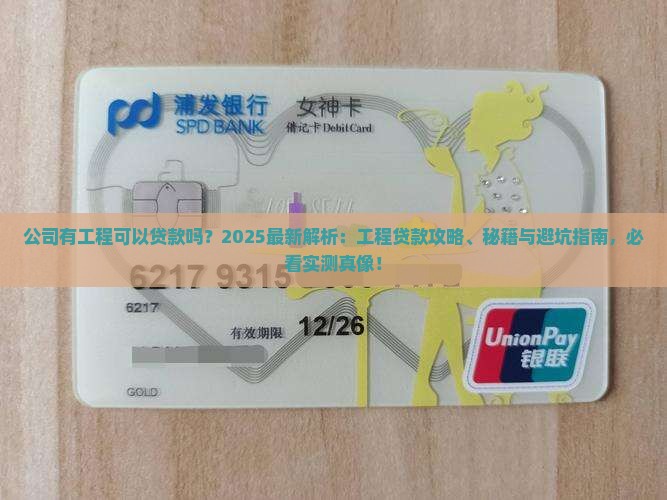 浦发银行
SPD BANK
女神卡
借记卡 Debit Card
公司有工程可以贷款吗？2025最新解析：工程贷款攻略、秘籍与避坑指南，必
看实测真像！
6217 9315
6217
有效期限 12/26
GOLD
UnionPay
银联